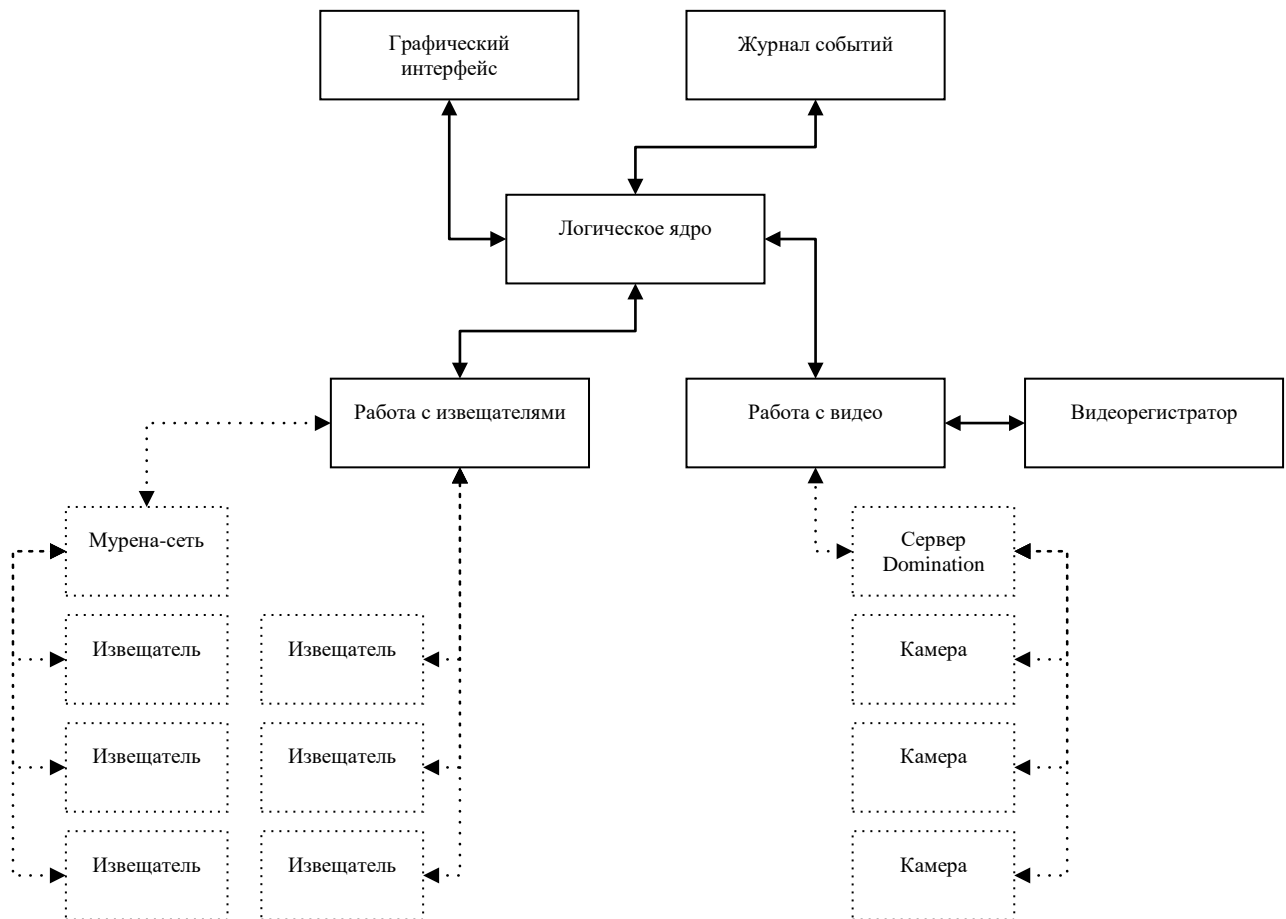 Графический
интерфейс
Журнал событий
Логическое ядро
Работа с извещателями
Работа с видео
Видеорегистратор
Мурена-сеть
Сервер
Domination
Извещатель
Извещатель
Камера
Извещатель
Извещатель
Камера
Извещатель
Извещатель
Камера